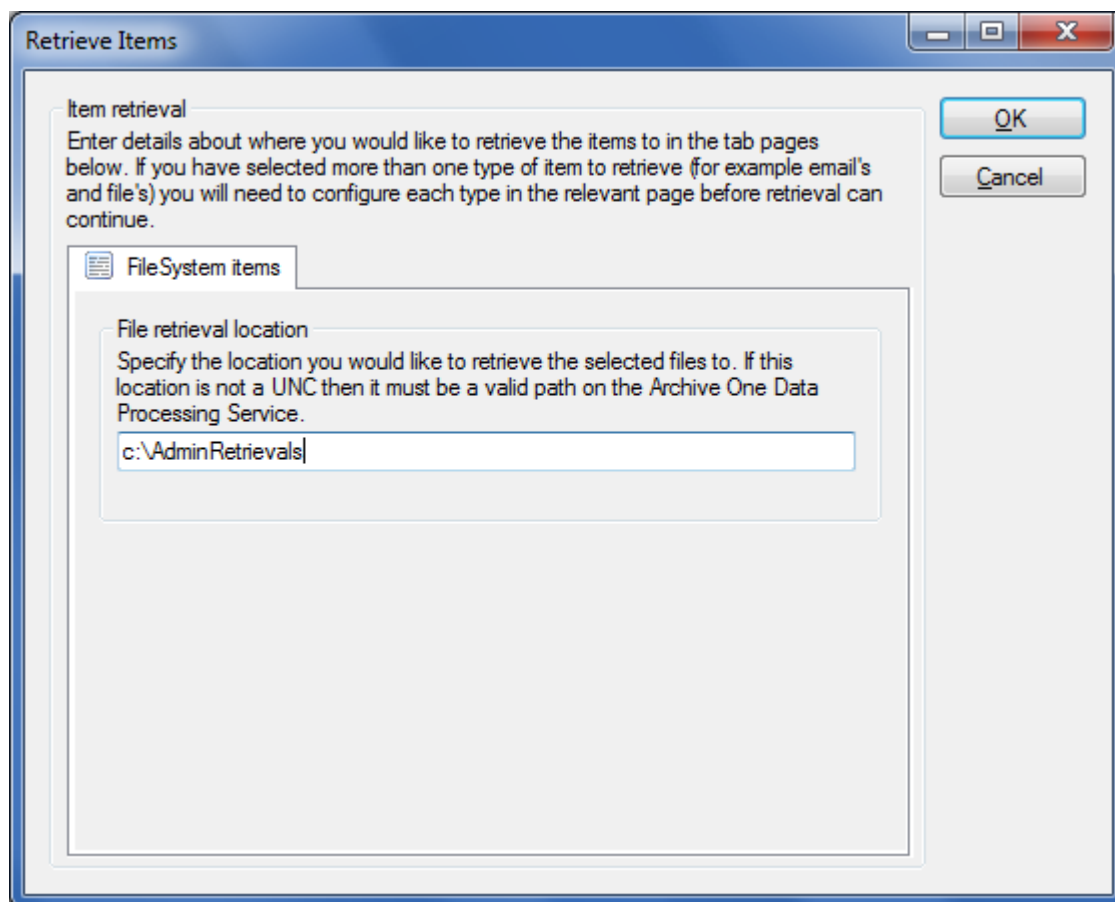 Retrieve Items
Item retrieval
OK
Enter details about where you would like to retrieve the items to in the tab pages
below. If you have selected more than one type of item to retrieve (for example email's
and file's) you will need to configure each type in the relevant page before retrieval can
continue.
Cancel
FileSystem items
File retrieval location
Specify the location you would like to retrieve the selected files to. If this
location is not a UNC then it must be a valid path on the Archive One Data
Processing Service.
c:\AdminRetrievals